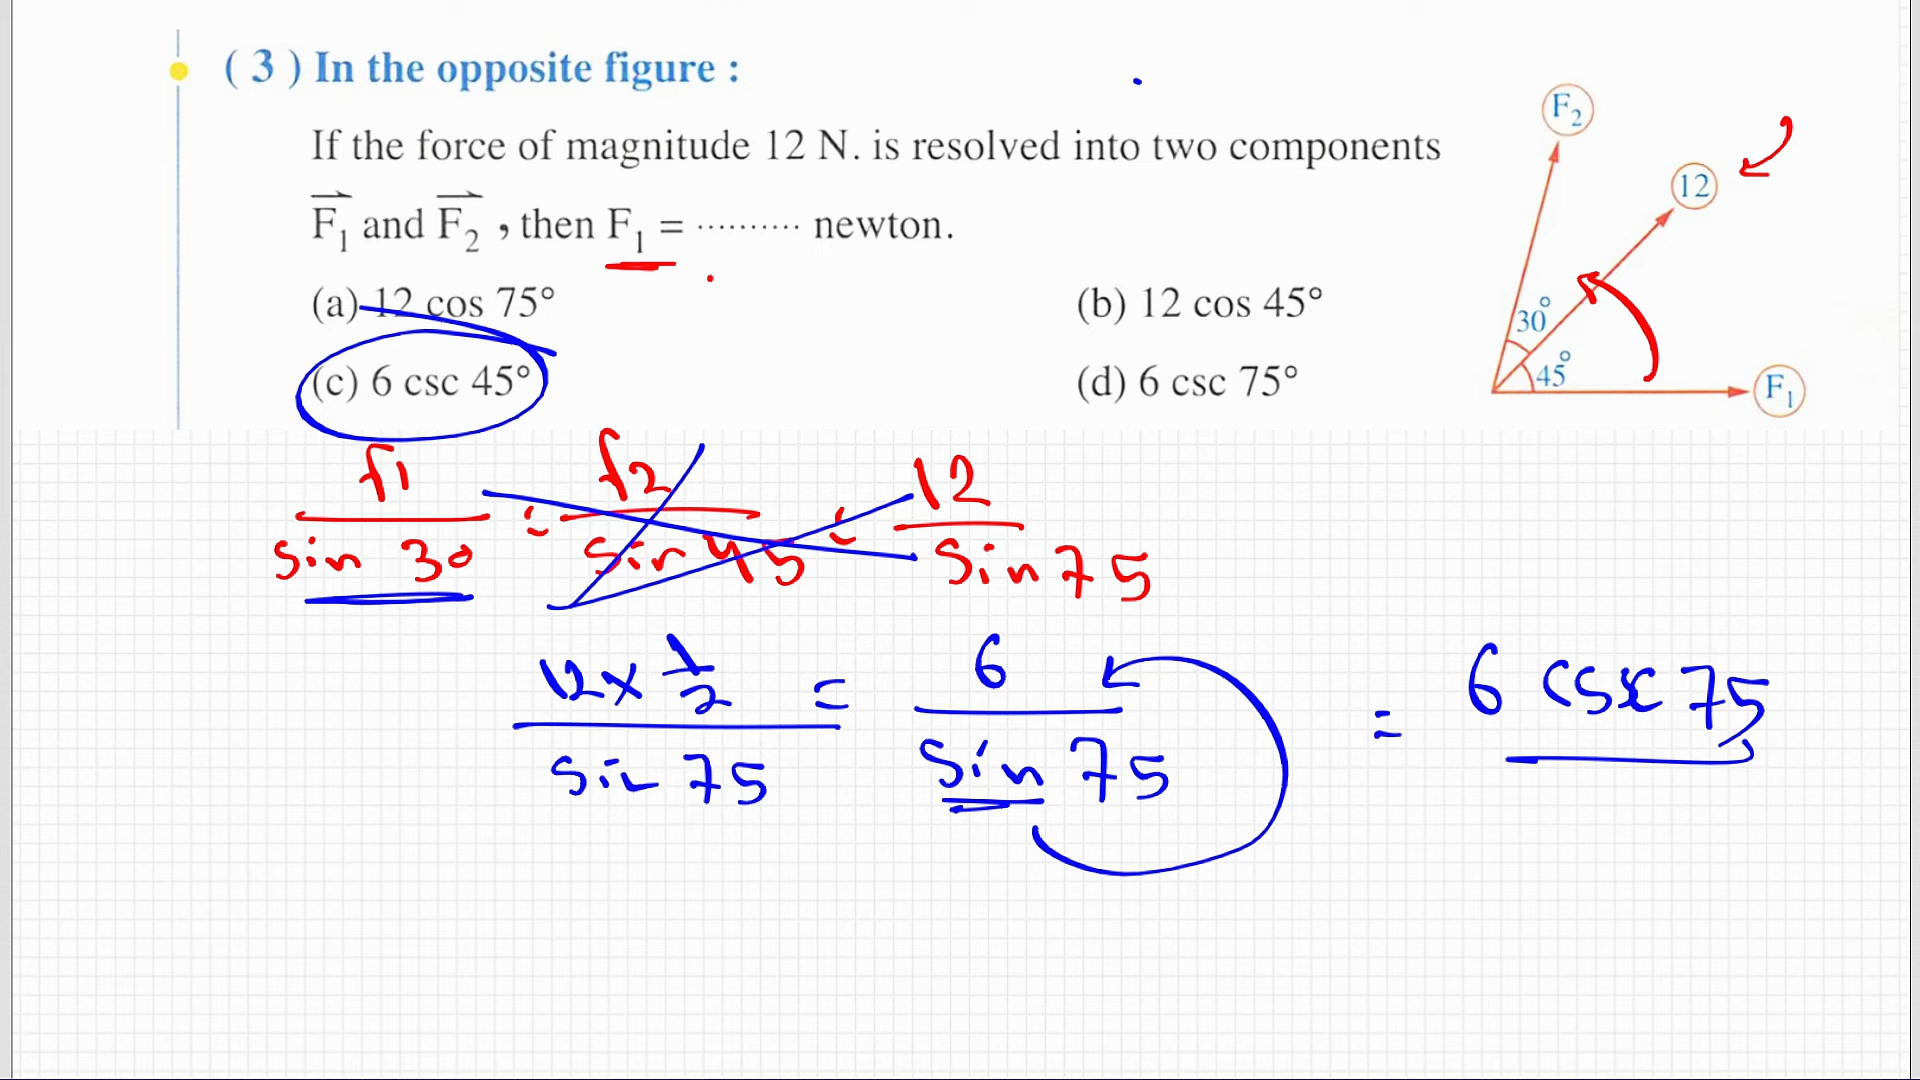 ( 3 ) In the opposite figure :
If the force of magnitude 12 N. is resolved into two components
F₁ and F₂ , then F₁ = .......... newton.
(a) 12 cos 75°
(b) 12 cos 45°
(c) 6 csc 45°
(d) 6 csc 75°
F₂
12
30°
45°
F₁
f1 / sin 30 = f2 / sin 45 = 12 / sin 75
12 × 1/2 / sin 75 = 6 / sin 75 = 6 csc 75